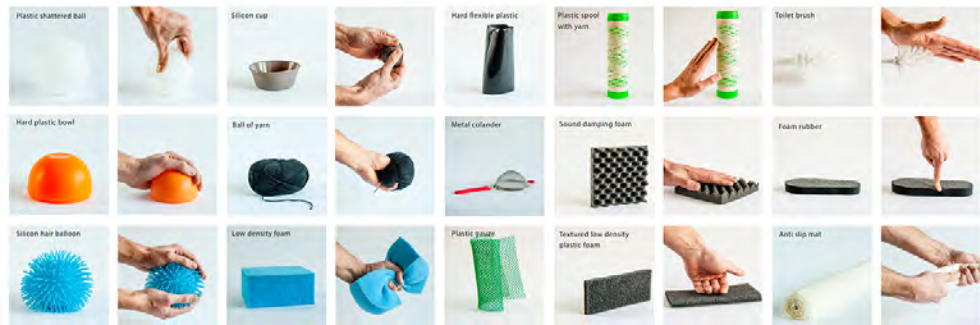 Plastic shattered ball
Silicon cup
Hard flexible plastic
Plastic spool
with yarn
Toilet brush
Hard plastic bowl
Ball of yarn
Metal colander
Sound damping foam
Foam rubber
Silicon hair balloon
Low density foam
Plastic gauze
Textured low density
plastic foam
Anti slip mat